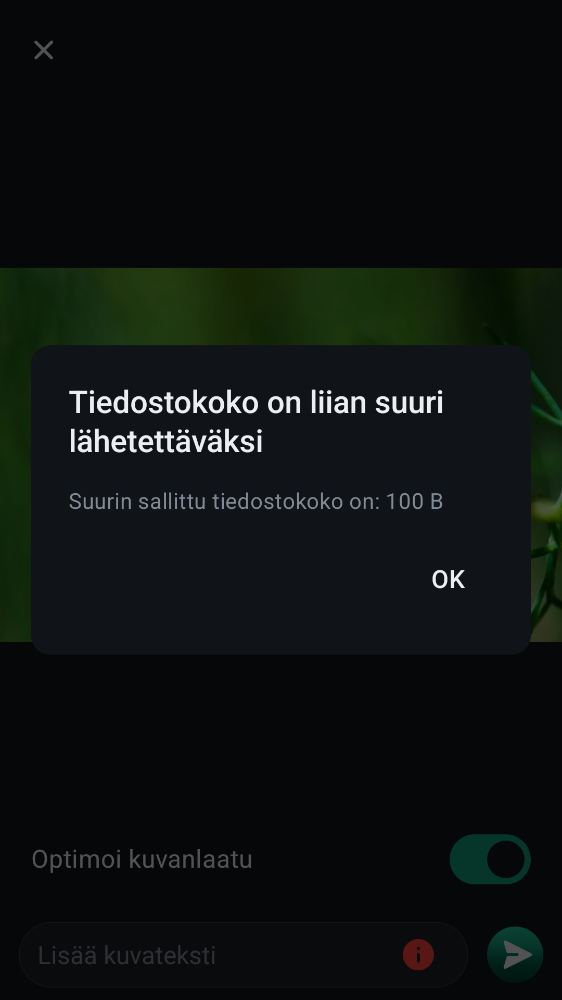 Tiedostokoko on liian suuri
lähetettäväksi
Suurin sallittu tiedostokoko on: 100 B
OK
Optimoi kuvanlaatu
Lisää kuvateksti